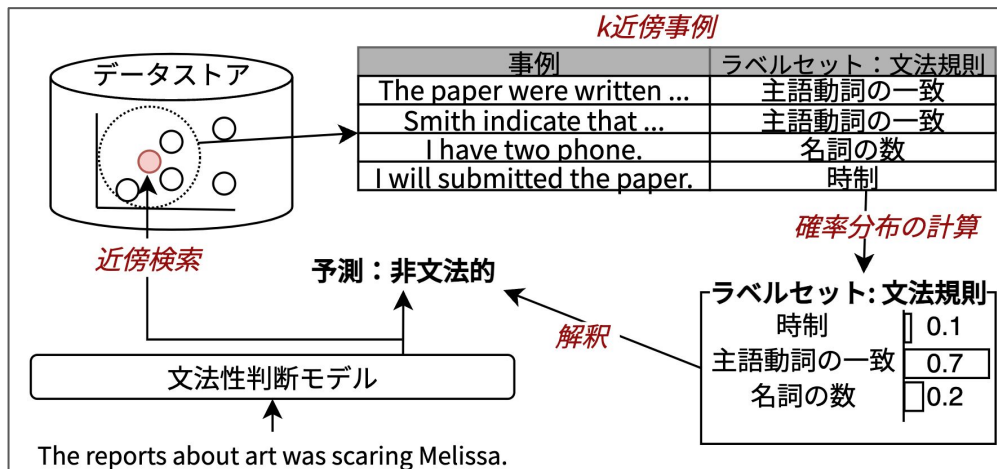 k近傍事例
データストア
事例 ラベルセット：文法規則
The paper were written ... 主語動詞の一致
Smith indicate that ... 主語動詞の一致
I have two phone. 名詞の数
I will submitted the paper. 時制
近傍検索
確率分布の計算
予測：非文法的
ラベルセット: 文法規則
時制 0.1
主語動詞の一致 0.7
名詞の数 0.2
解釈
文法性判断モデル
The reports about art was scaring Melissa.